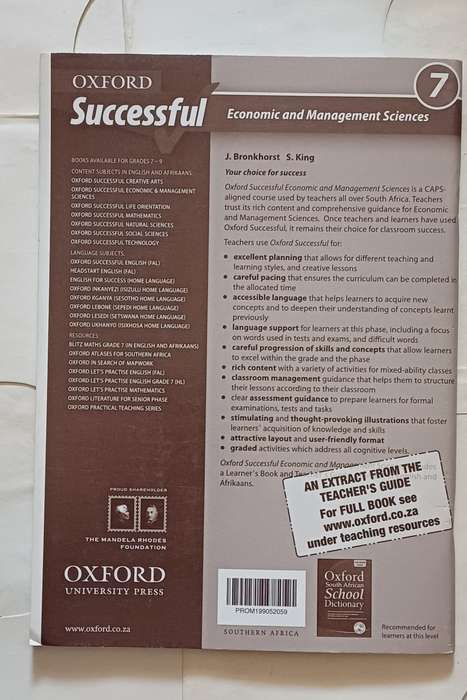 OXFORD
Successful
Economic and Management Sciences
7
BOOKS AVAILABLE FOR GRADES 7 – 9
CONTENT SUBJECTS IN ENGLISH AND AFRIKAANS:
OXFORD SUCCESSFUL CREATIVE ARTS
OXFORD SUCCESSFUL ECONOMIC & MANAGEMENT
SCIENCES
OXFORD SUCCESSFUL LIFE ORIENTATION
OXFORD SUCCESSFUL MATHEMATICS
OXFORD SUCCESSFUL NATURAL SCIENCES
OXFORD SUCCESSFUL SOCIAL SCIENCES
OXFORD SUCCESSFUL TECHNOLOGY
LANGUAGE SUBJECTS:
OXFORD SUCCESSFUL ENGLISH (FAL)
HEADSTART ENGLISH (FAL)
ENGLISH FOR SUCCESS (HOME LANGUAGE)
OXFORD INKANYEZI (ISIZULU HOME LANGUAGE)
OXFORD KGANYA (SESOTHO HOME LANGUAGE)
OXFORD LEBONE (SEPEDI HOME LANGUAGE)
OXFORD LESEDI (SETSWANA HOME LANGUAGE)
OXFORD UKHANYO (ISIXHOSA HOME LANGUAGE)
RESOURCES
BLITZ MATHS GRADE 7 (IN ENGLISH AND AFRIKAANS)
OXFORD ATLASES FOR SOUTHERN AFRICA
OXFORD IN SEARCH OF MAPWORK
OXFORD LET'S PRACTISE ENGLISH (FAL)
OXFORD LET'S PRACTISE ENGLISH GRADE 7 (HL)
OXFORD LET'S PRACTISE MATHEMATICS
OXFORD LITERATURE FOR SENIOR PHASE
OXFORD PRACTICAL TEACHING SERIES
PROUD SHAREHOLDER
THE MANDELA RHODES
FOUNDATION
OXFORD
UNIVERSITY PRESS
www.oxford.co.za
J. Bronkhorst S. King
Your choice for success
Oxford Successful Economic and Management Sciences is a CAPS-
aligned course used by teachers all over South Africa. Teachers
trust its rich content and comprehensive guidance for Economic
and Management Sciences. Once teachers and learners have used
Oxford Successful, it remains their choice for classroom success.
Teachers use Oxford Successful for:
• excellent planning that allows for different teaching and
learning styles, and creative lessons
• careful pacing that ensures the curriculum can be completed in
the allocated time
• accessible language that helps learners to acquire new
concepts and to deepen their understanding of concepts learnt
previously
• language support for learners at this phase, including a focus
on words used in tests and exams, and difficult words
• careful progression of skills and concepts that allow learners
to excel within the grade and the phase
• rich content with a variety of activities for mixed-ability classes
• classroom management guidance that helps them to structure
their lessons according to their classroom
• clear assessment guidance to prepare learners for formal
examinations, tests and tasks
• stimulating and thought-provoking illustrations that foster
learners' acquisition of knowledge and skills
• attractive layout and user-friendly format
• graded activities which address all cognitive levels.
Oxford Successful Economic and
a Learner's Book and and
Afrikaans.
AN EXTRACT FROM THE
TEACHER'S GUIDE
For FULL BOOK see
www.oxford.co.za
under teaching resources
PROM199052059
SOUTHERN AFRICA
Oxford
South African
School
Dictionary
Recommended for
learners at this level